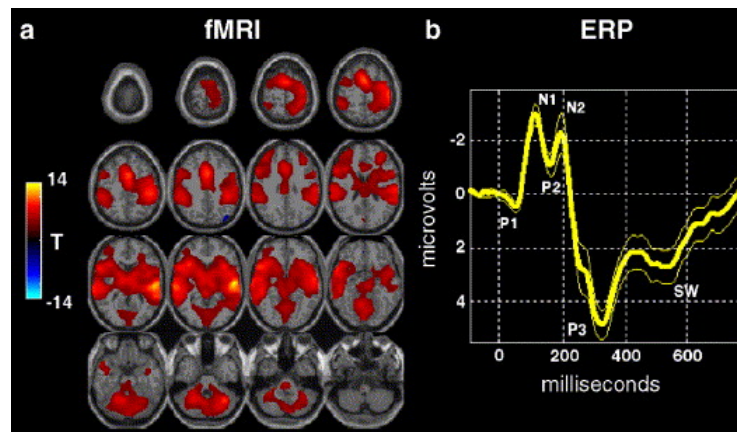 a fMRI
14
T
-14
b ERP
N1 N2
P2
P1
P3
SW
-2
0
2
4
microvolts
0 200 400 600
milliseconds